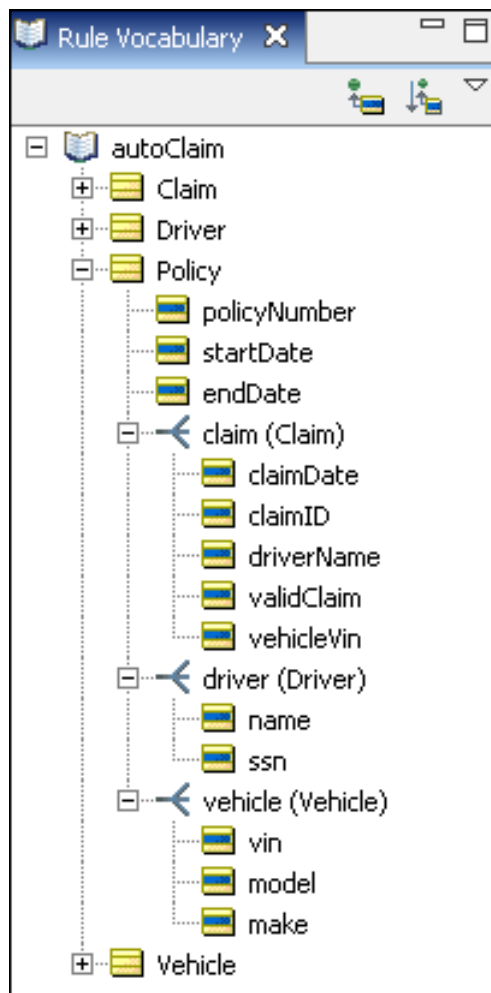 Rule Vocabulary
autoClaim
Claim
Driver
Policy
policyNumber
startDate
endDate
claim (Claim)
claimDate
claimID
driverName
validClaim
vehicleVin
driver (Driver)
name
ssn
vehicle (Vehicle)
vin
model
make
Vehicle